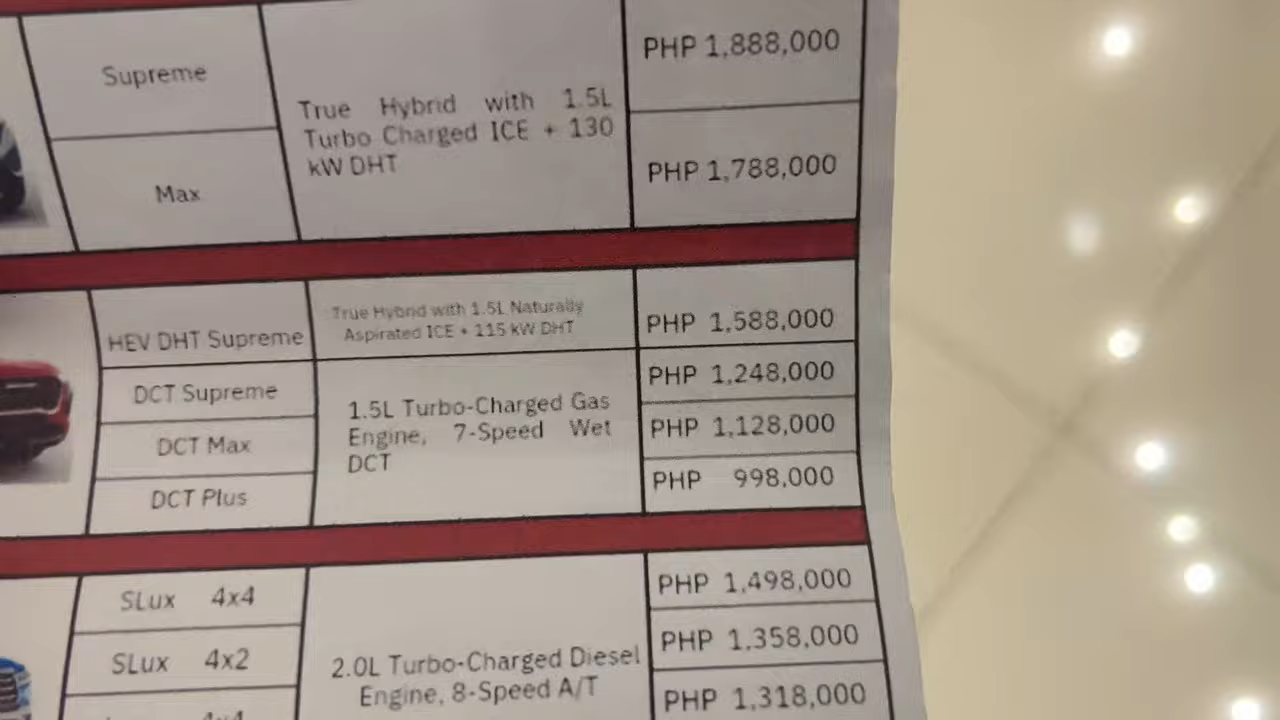 Supreme
True Hybrid with 1.5L
Turbo Charged ICE + 130
kW DHT
PHP 1,888,000
Max
PHP 1,788,000
HEV DHT Supreme
True Hybrid with 1.5L Naturally
Aspirated ICE + 115 kW DHT
PHP 1,588,000
DCT Supreme
1.5L Turbo-Charged Gas
Engine, 7-Speed Wet
DCT
PHP 1,248,000
DCT Max
PHP 1,128,000
DCT Plus
PHP 998,000
SLux 4x4
2.0L Turbo-Charged Diesel
Engine, 8-Speed A/T
PHP 1,498,000
SLux 4x2
PHP 1,358,000
4x4
PHP 1,318,000